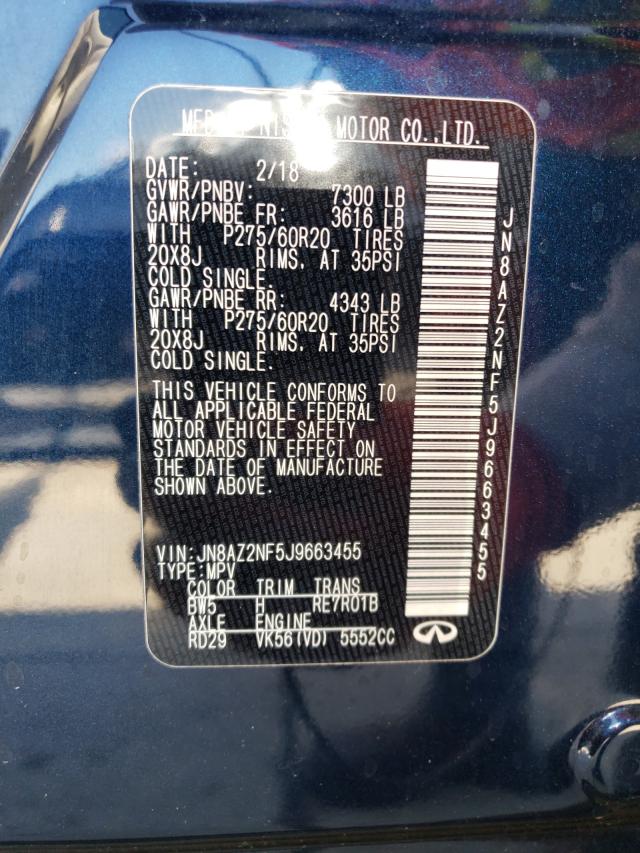 MOTOR CO.,LTD.
DATE: 2/18
GVWR/PNBV: 7300 LB
GAWR/PNBE FR: 3616 LB
WITH P275/60R20 TIRES
20X8J RIMS, AT 35PSI
COLD SINGLE.
GAWR/PNBE RR: 4343 LB
WITH P275/60R20 TIRES
20X8J RIMS, AT 35PSI
COLD SINGLE.
THIS VEHICLE CONFORMS TO
ALL APPLICABLE FEDERAL
MOTOR VEHICLE SAFETY
STANDARDS IN EFFECT ON
THE DATE OF MANUFACTURE
SHOWN ABOVE.
VIN:JN8AZ2NF5J9663455
TYPE:MPV
COLOR TRIM TRANS
BW5 H RE7R01B
AXLE ENGINE
RD29 VK56(VD) 5552CC
JN8AZ2NF5J9663455